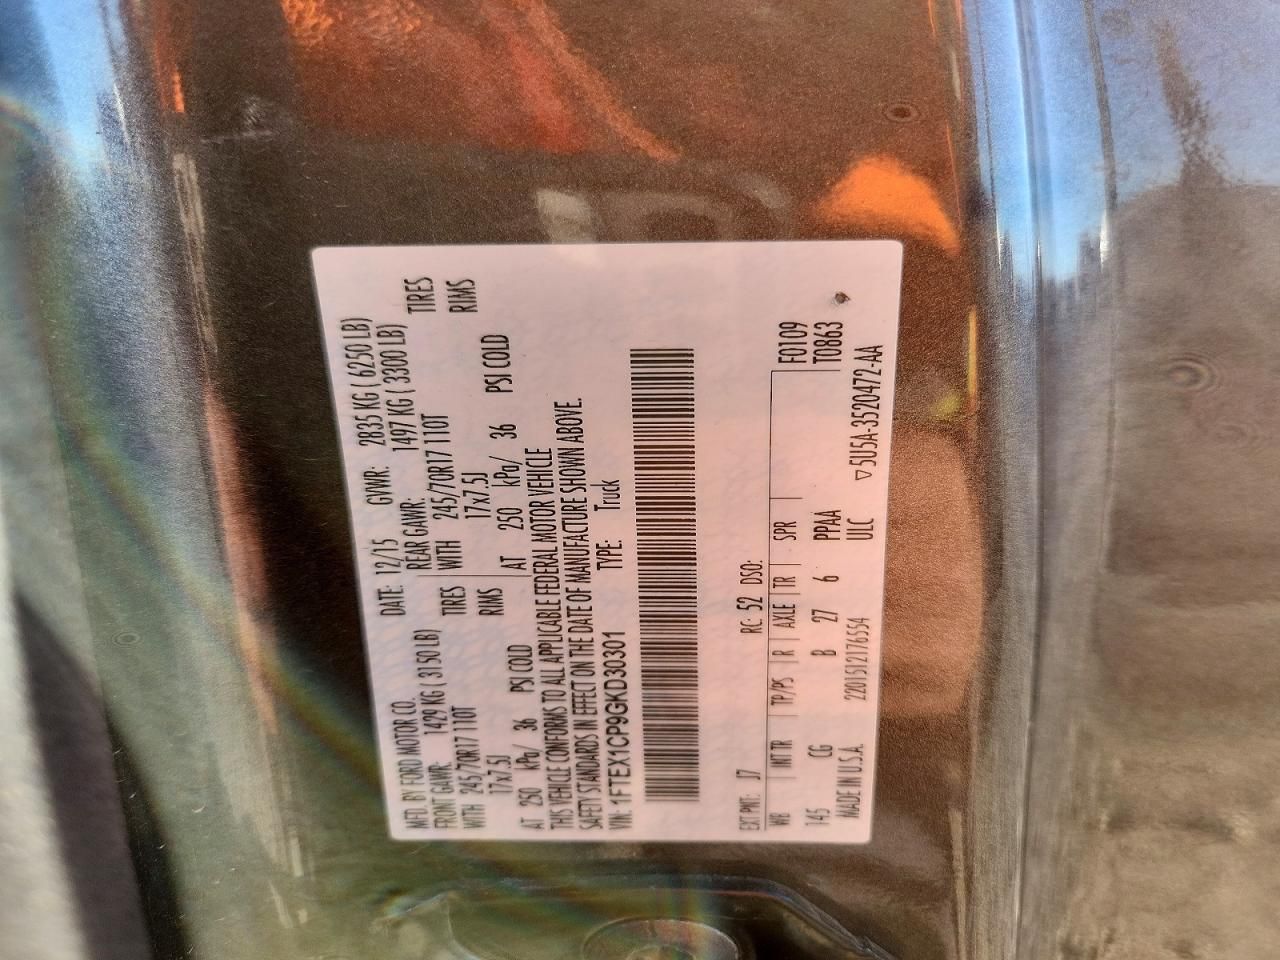 MFD. BY FORD MOTOR CO. DATE: 12/15 GVWR: 2835 KG ( 6250 LB)
FRONT GAWR: 1429 KG ( 3150 LB) REAR GAWR: 1497 KG ( 3300 LB)
WITH 245/70R17 110T TIRES WITH 245/70R17 110T TIRES
17x7.5J RIMS 17x7.5J RIMS
AT 250 kPa/ 36 PSI COLD AT 250 kPa/ 36 PSI COLD
THIS VEHICLE CONFORMS TO ALL APPLICABLE FEDERAL MOTOR VEHICLE
SAFETY STANDARDS IN EFFECT ON THE DATE OF MANUFACTURE SHOWN ABOVE.
VIN: 1FTEX1CP9GKD30301 TYPE: Truck
F0109
EXT PNT: J7 RC: 52 DSO: T0863
WB INT TR TP/PS R AXLE TR SPR
145 CG B 27 6 PPAA
MADE IN U.S.A. 2201512176554 ULC ▽5U5A-3520472-AA